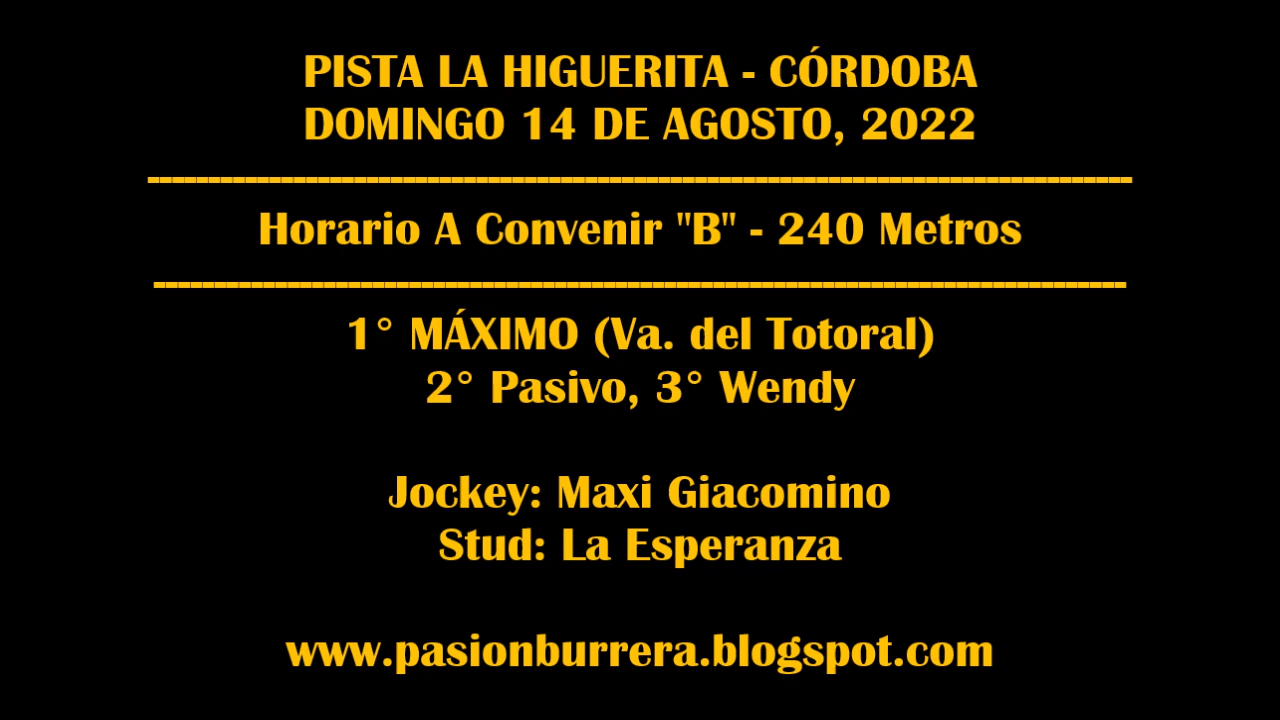 PISTA LA HIGUERITA - CÓRDOBA
DOMINGO 14 DE AGOSTO, 2022
Horario A Convenir "B" - 240 Metros
1° MÁXIMO (Va. del Totoral)
2° Pasivo, 3° Wendy
Jockey: Maxi Giacomino
Stud: La Esperanza
www.pasionburrera.blogspot.com